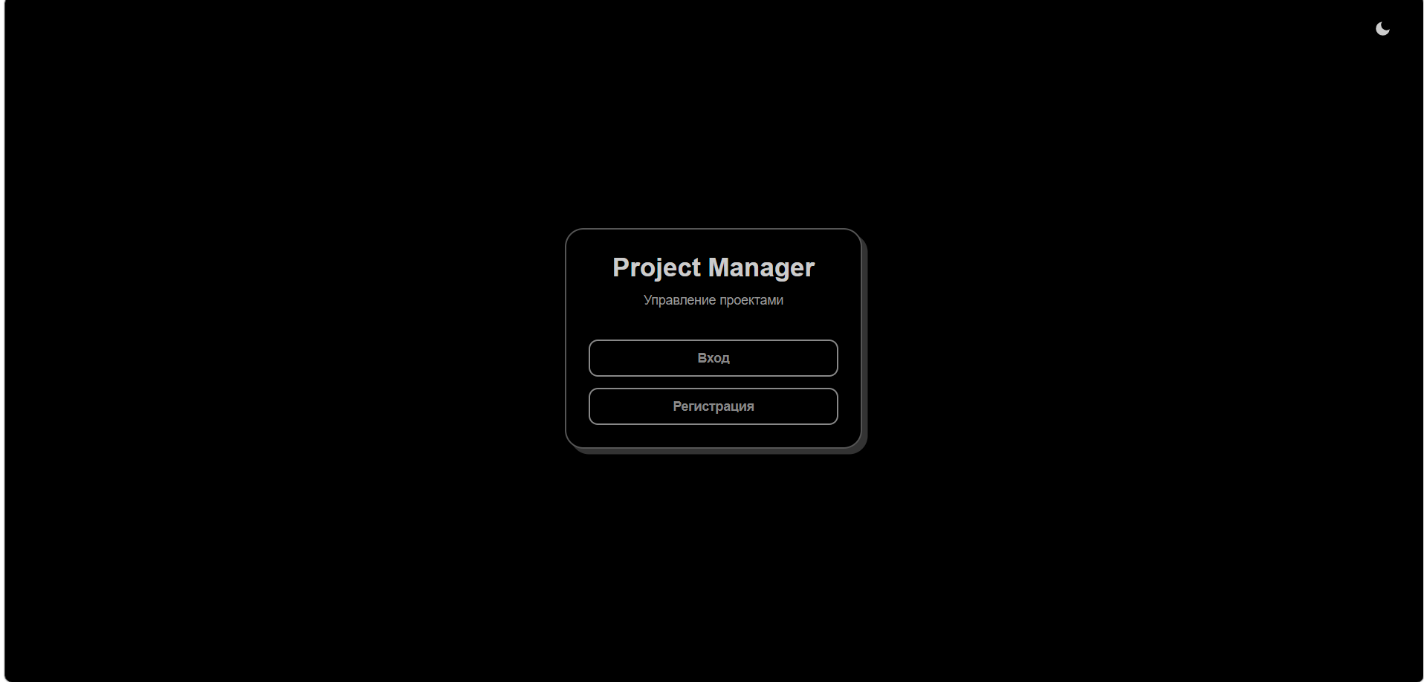 Project Manager
Управление проектами
Вход
Регистрация